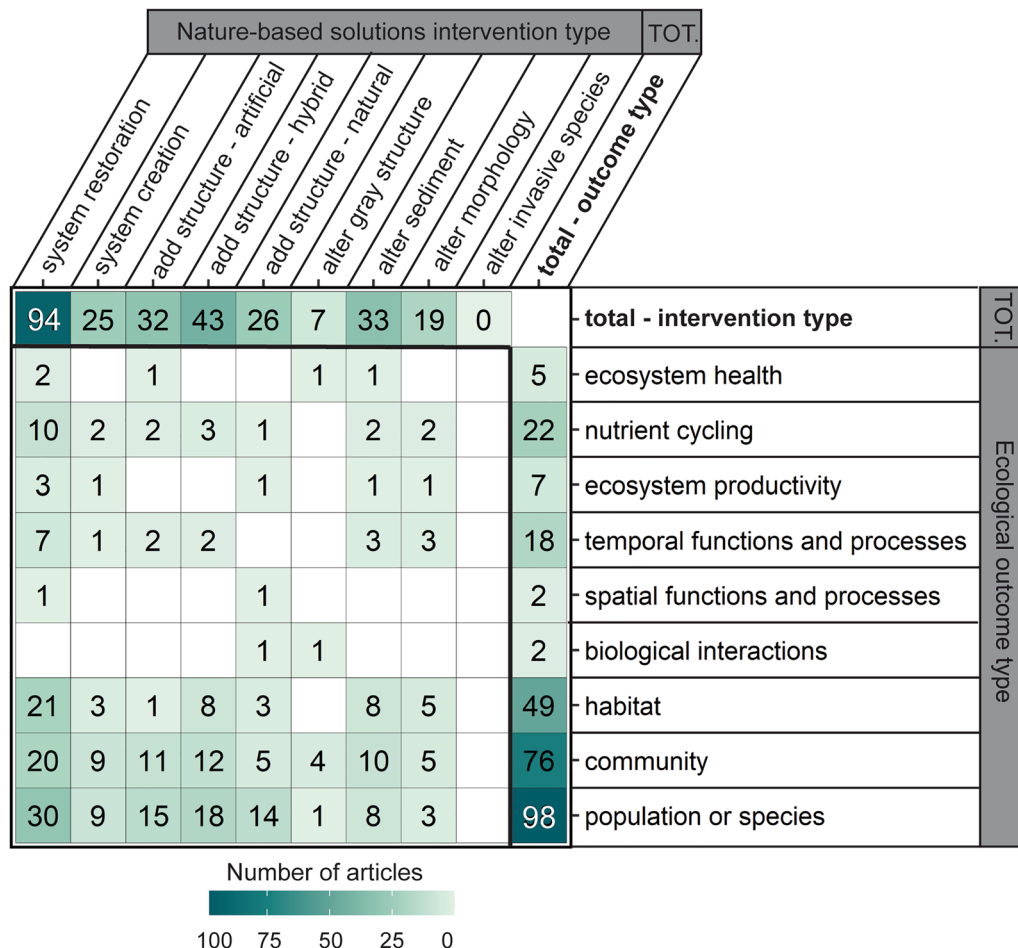 Nature-based solutions intervention type TOT.
system restoration
system creation
add structure - artificial
add structure - hybrid
add structure - natural
alter gray structure
alter sediment
alter morphology
alter invasive species
total - outcome type
94 25 32 43 26 7 33 19 0 total - intervention type
TOT.
2 1 1 1 5 ecosystem health
10 2 2 3 1 2 2 22 nutrient cycling
3 1 1 1 1 7 ecosystem productivity
7 1 2 2 3 3 18 temporal functions and processes
1 1 2 spatial functions and processes
1 1 2 biological interactions
21 3 1 8 3 8 5 49 habitat
20 9 11 12 5 4 10 5 76 community
30 9 15 18 14 1 8 3 98 population or species
Ecological outcome type
Number of articles
100 75 50 25 0